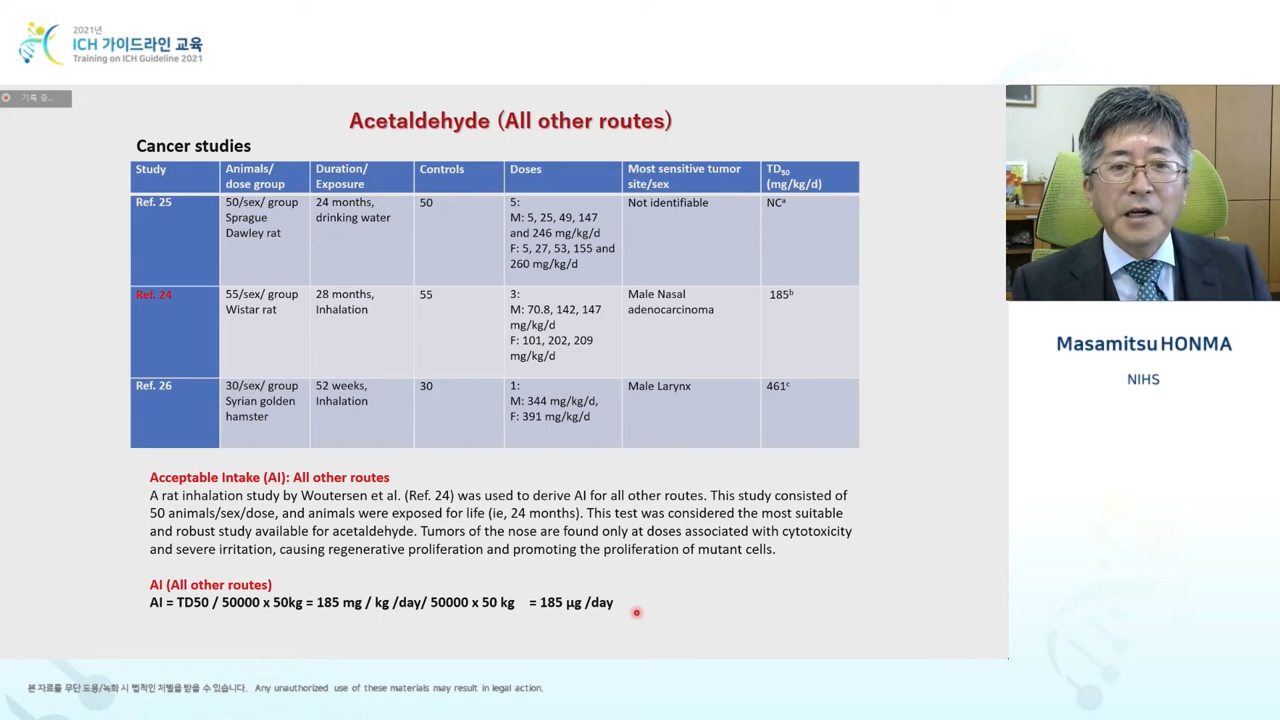 2021년
ICH 가이드라인 교육
Training on ICH Guideline 2021
기록 중...
Acetaldehyde (All other routes)
Cancer studies
Study
Animals/
dose group
Duration/
Exposure
Controls
Doses
Most sensitive tumor
site/sex
TD50
(mg/kg/d)
Ref. 25
50/sex/ group
Sprague
Dawley rat
24 months,
drinking water
50
5:
M: 5, 25, 49, 147
and 246 mg/kg/d
F: 5, 27, 53, 155 and
260 mg/kg/d
Not identifiable
NCa
Ref. 24
55/sex/ group
Wistar rat
28 months,
Inhalation
55
3:
M: 70.8, 142, 147
mg/kg/d
F: 101, 202, 209
mg/kg/d
Male Nasal
adenocarcinoma
185b
Ref. 26
30/sex/ group
Syrian golden
hamster
52 weeks,
Inhalation
30
1:
M: 344 mg/kg/d,
F: 391 mg/kg/d
Male Larynx
461c
Acceptable Intake (AI): All other routes
A rat inhalation study by Woutersen et al. (Ref. 24) was used to derive AI for all other routes. This study consisted of
50 animals/sex/dose, and animals were exposed for life (ie, 24 months). This test was considered the most suitable
and robust study available for acetaldehyde. Tumors of the nose are found only at doses associated with cytotoxicity
and severe irritation, causing regenerative proliferation and promoting the proliferation of mutant cells.
AI (All other routes)
AI = TD50 / 50000 x 50kg = 185 mg / kg /day/ 50000 x 50 kg = 185 µg /day
Masamitsu HONMA
NIHS
본 자료를 무단 도용/녹화 시 법적인 처벌을 받을 수 있습니다. Any unauthorized use of these materials may result in legal action.